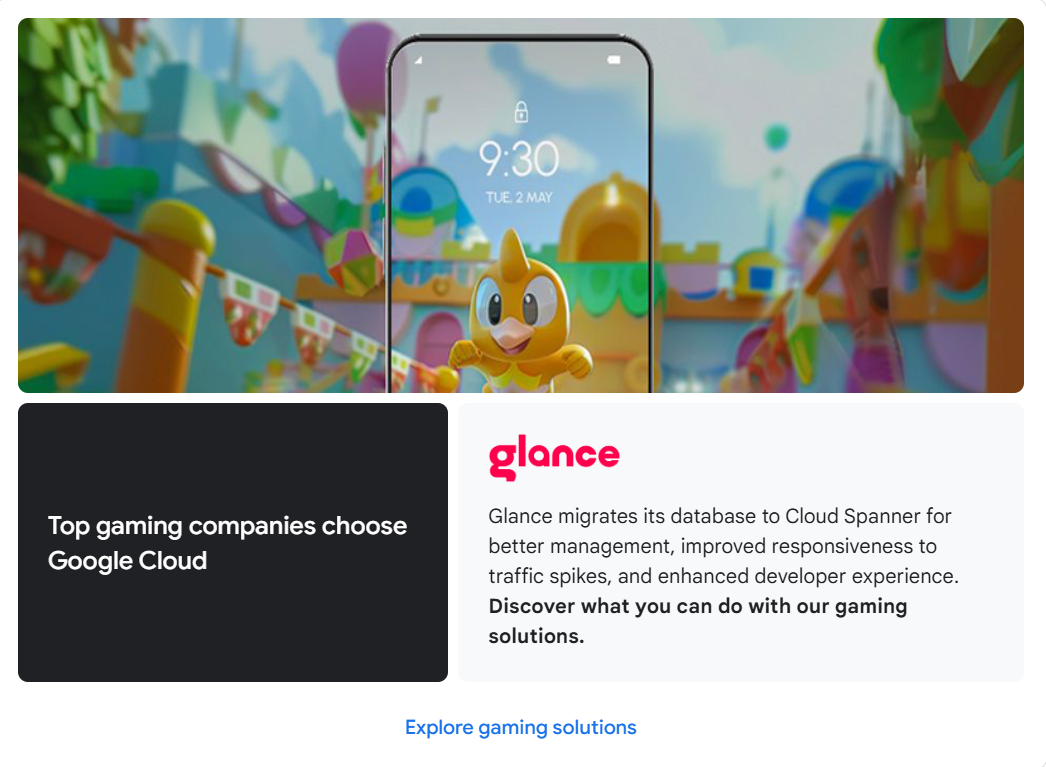 9:30
TUE, 2 MAY
Top gaming companies choose
Google Cloud
glance
Glance migrates its database to Cloud Spanner for
better management, improved responsiveness to
traffic spikes, and enhanced developer experience.
Discover what you can do with our gaming
solutions.
Explore gaming solutions